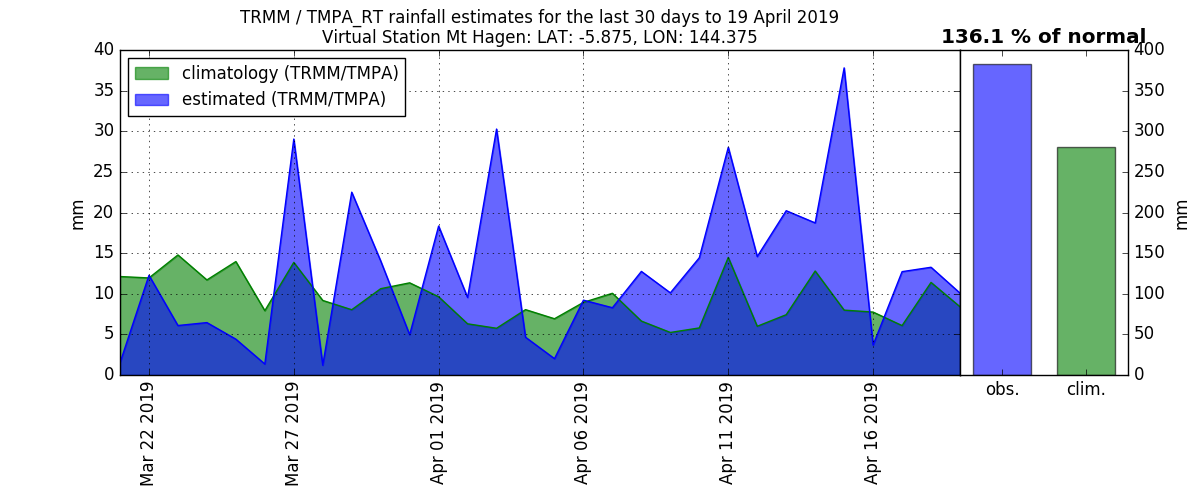 TRMM / TMPA_RT rainfall estimates for the last 30 days to 19 April 2019
Virtual Station Mt Hagen: LAT: -5.875, LON: 144.375
136.1 % of normal
climatology (TRMM/TMPA)
estimated (TRMM/TMPA)
40
35
30
25
20
15
10
5
0
mm
Mar 22 2019
Mar 27 2019
Apr 01 2019
Apr 06 2019
Apr 11 2019
Apr 16 2019
400
350
300
250
200
150
100
50
0
mm
obs.
clim.